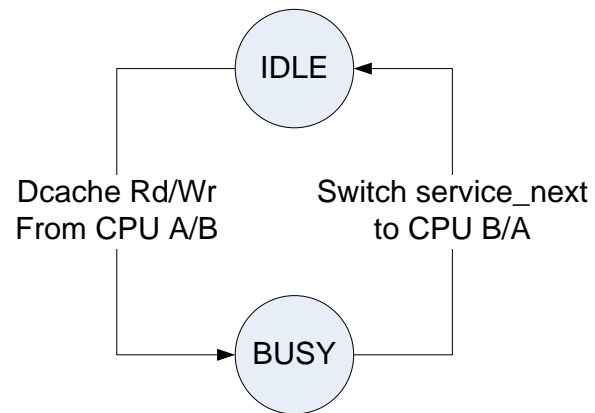 IDLE
Dcache Rd/Wr
From CPU A/B
Switch service_next
to CPU B/A
BUSY